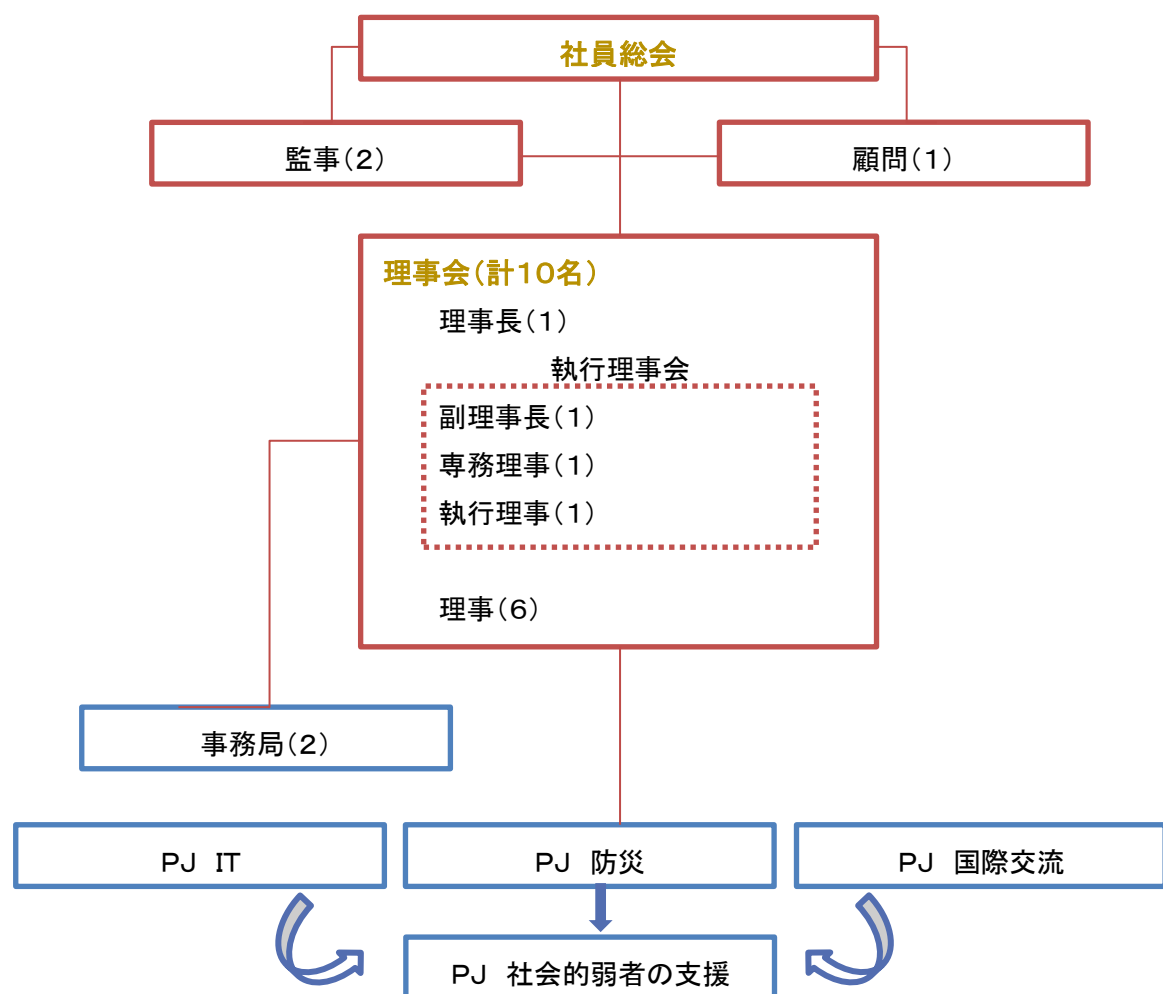 社員総会
監事(2)
顧問(1)
理事会(計10名)
理事長(1)
執行理事会
副理事長(1)
専務理事(1)
執行理事(1)
理事(6)
事務局(2)
PJ IT
PJ 防災
PJ 国際交流
PJ 社会的弱者の支援